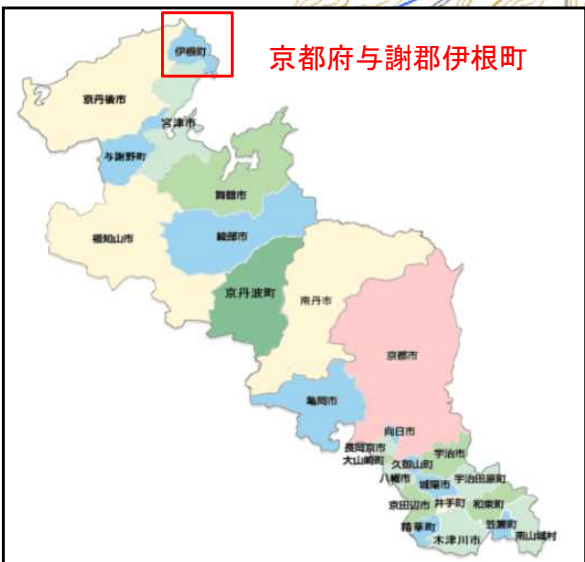 伊根町
京都府与謝郡伊根町
京丹後市
宮津市
与謝野町
舞鶴市
福知山市
綾部市
京丹波町
南丹市
京都市
亀岡市
向日市
長岡京市
大山崎町
宇治市
久御山町
八幡市
宇治田原町
城陽市
京田辺市
井手町
和束町
精華町
笠置町
木津川市
南山城村